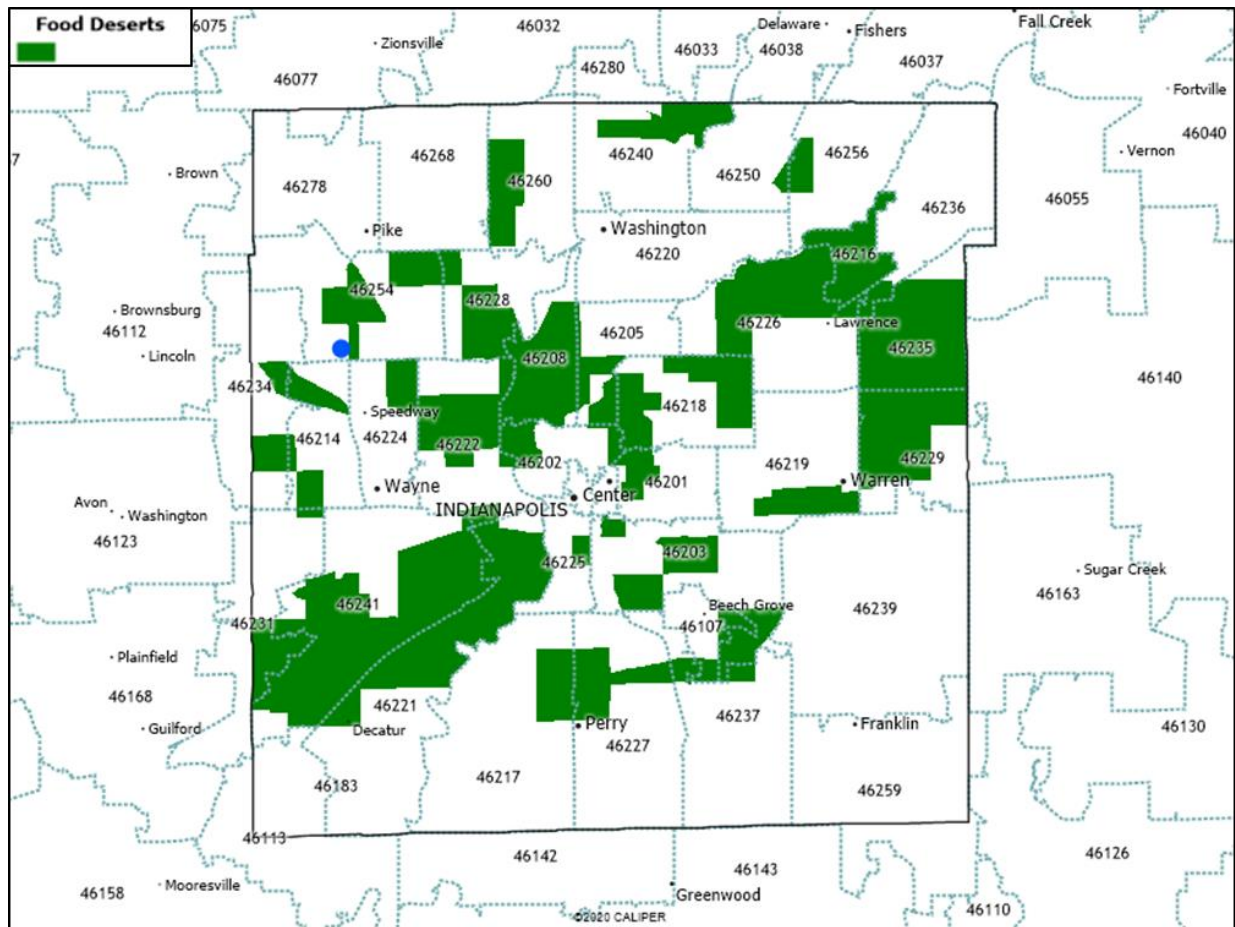 Food Deserts
6075
46032
Delaware
Fall Creek
Zionsville
46033
46038
Fishers
46077
46280
46037
Fortville
46040
7
Brown
46268
46240
46256
Vernon
46278
46260
46250
46055
46236
Pike
Washington
46220
46216
46254
46228
Brownsburg
46112
46205
46226
Lawrence
Lincoln
46208
46235
46234
46140
Speedway
46218
46214
46224
46222
46202
46219
46229
Wayne
46201
Warren
Avon
Center
INDIANAPOLIS
Washington
46123
46225
46203
Sugar Creek
46241
Beech Grove
46239
46163
46231
46107
Plainfield
46168
46221
46237
Guilford
Decatur
Perry
Franklin
46130
46227
46217
46183
46259
46113
46142
46126
46143
46158
Mooresville
Greenwood
46110
©2020 CALIPER